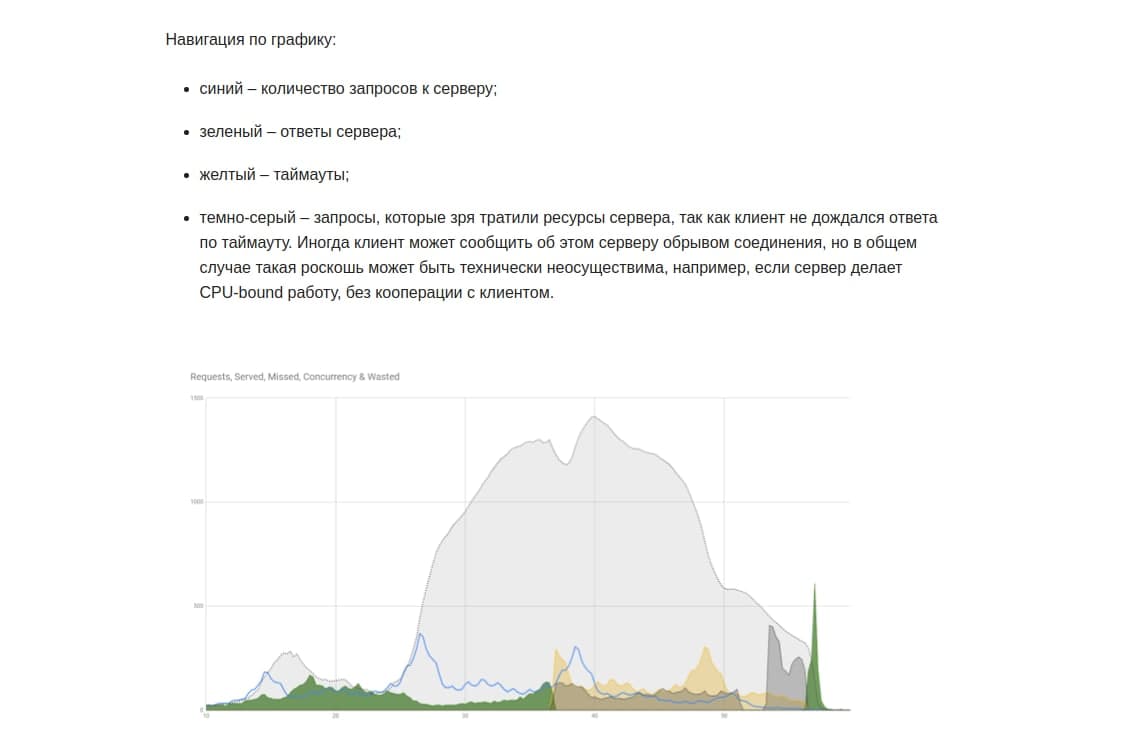 Навигация по графику:
синий – количество запросов к серверу;
зеленый – ответы сервера;
желтый – таймауты;
темно-серый – запросы, которые зря тратили ресурсы сервера, так как клиент не дождался ответа
по таймауту. Иногда клиент может сообщить об этом серверу обрывом соединения, но в общем
случае такая роскошь может быть технически неосуществима, например, если сервер делает
CPU-bound работу, без кооперации с клиентом.
Requests, Served, Missed, Concurrency & Wasted
1500
1000
500
0
10 20 30 40 50